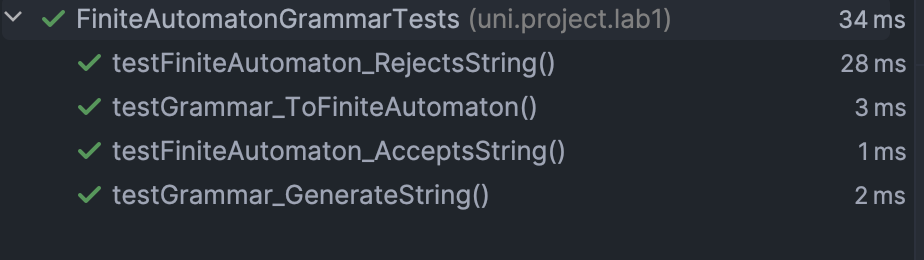 FiniteAutomatonGrammarTests (uni.project.lab1) 34 ms
testFiniteAutomaton_RejectsString() 28 ms
testGrammar_ToFiniteAutomaton() 3 ms
testFiniteAutomaton_AcceptsString() 1 ms
testGrammar_GenerateString() 2 ms